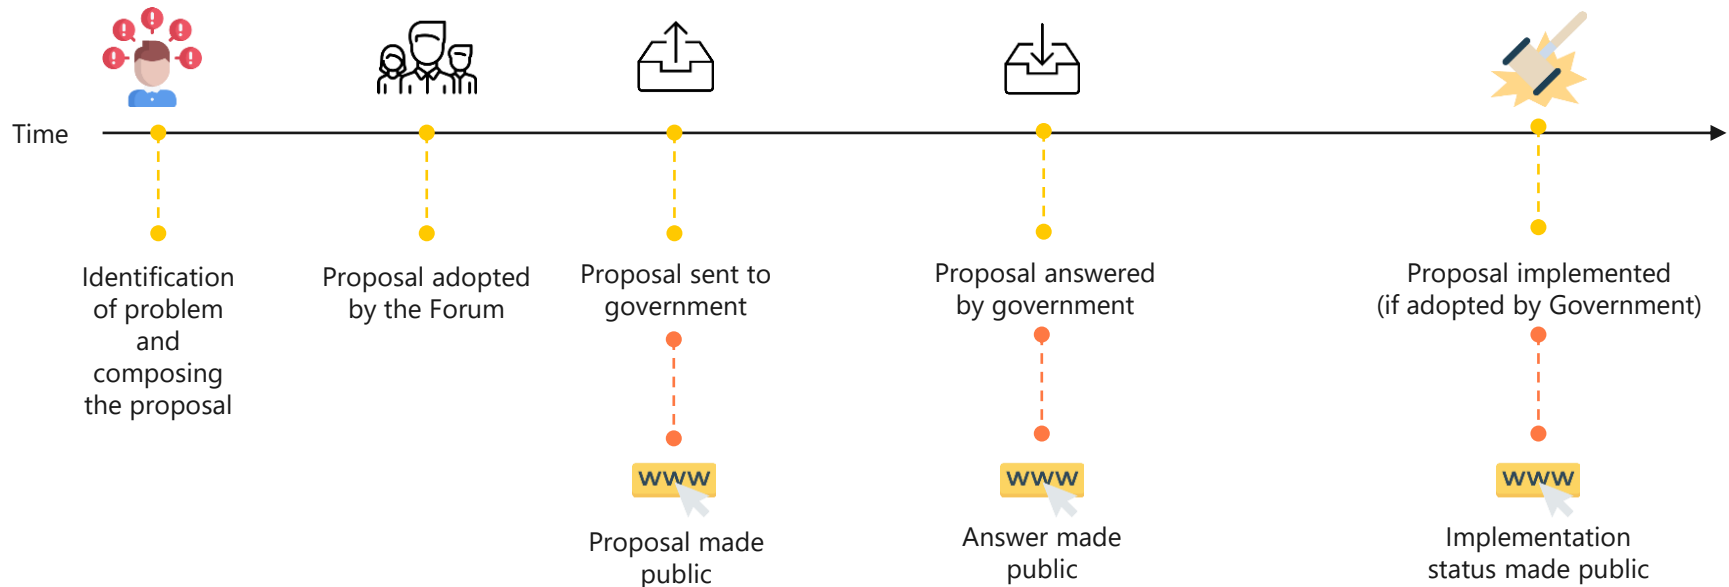 Time
Identification
of problem
and
composing
the proposal
Proposal adopted
by the Forum
Proposal sent to
government
Proposal answered
by government
Proposal implemented
(if adopted by Government)
www
Proposal made
public
www
Answer made
public
www
Implementation
status made public